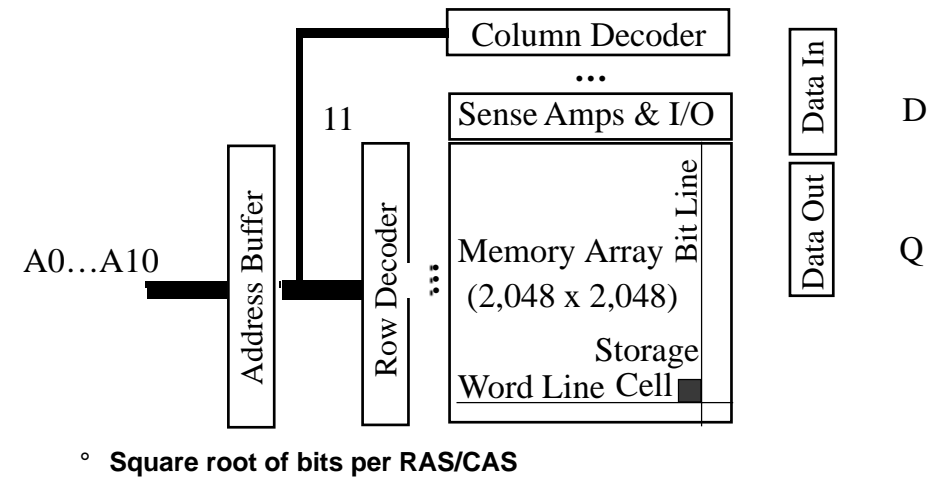 Column Decoder
...
Sense Amps & I/O
Data In
D
11
A0...A10
Address Buffer
Row Decoder
...
Memory Array
(2,048 x 2,048)
Bit Line
Storage
Word Line Cell
Data Out
Q
° Square root of bits per RAS/CAS